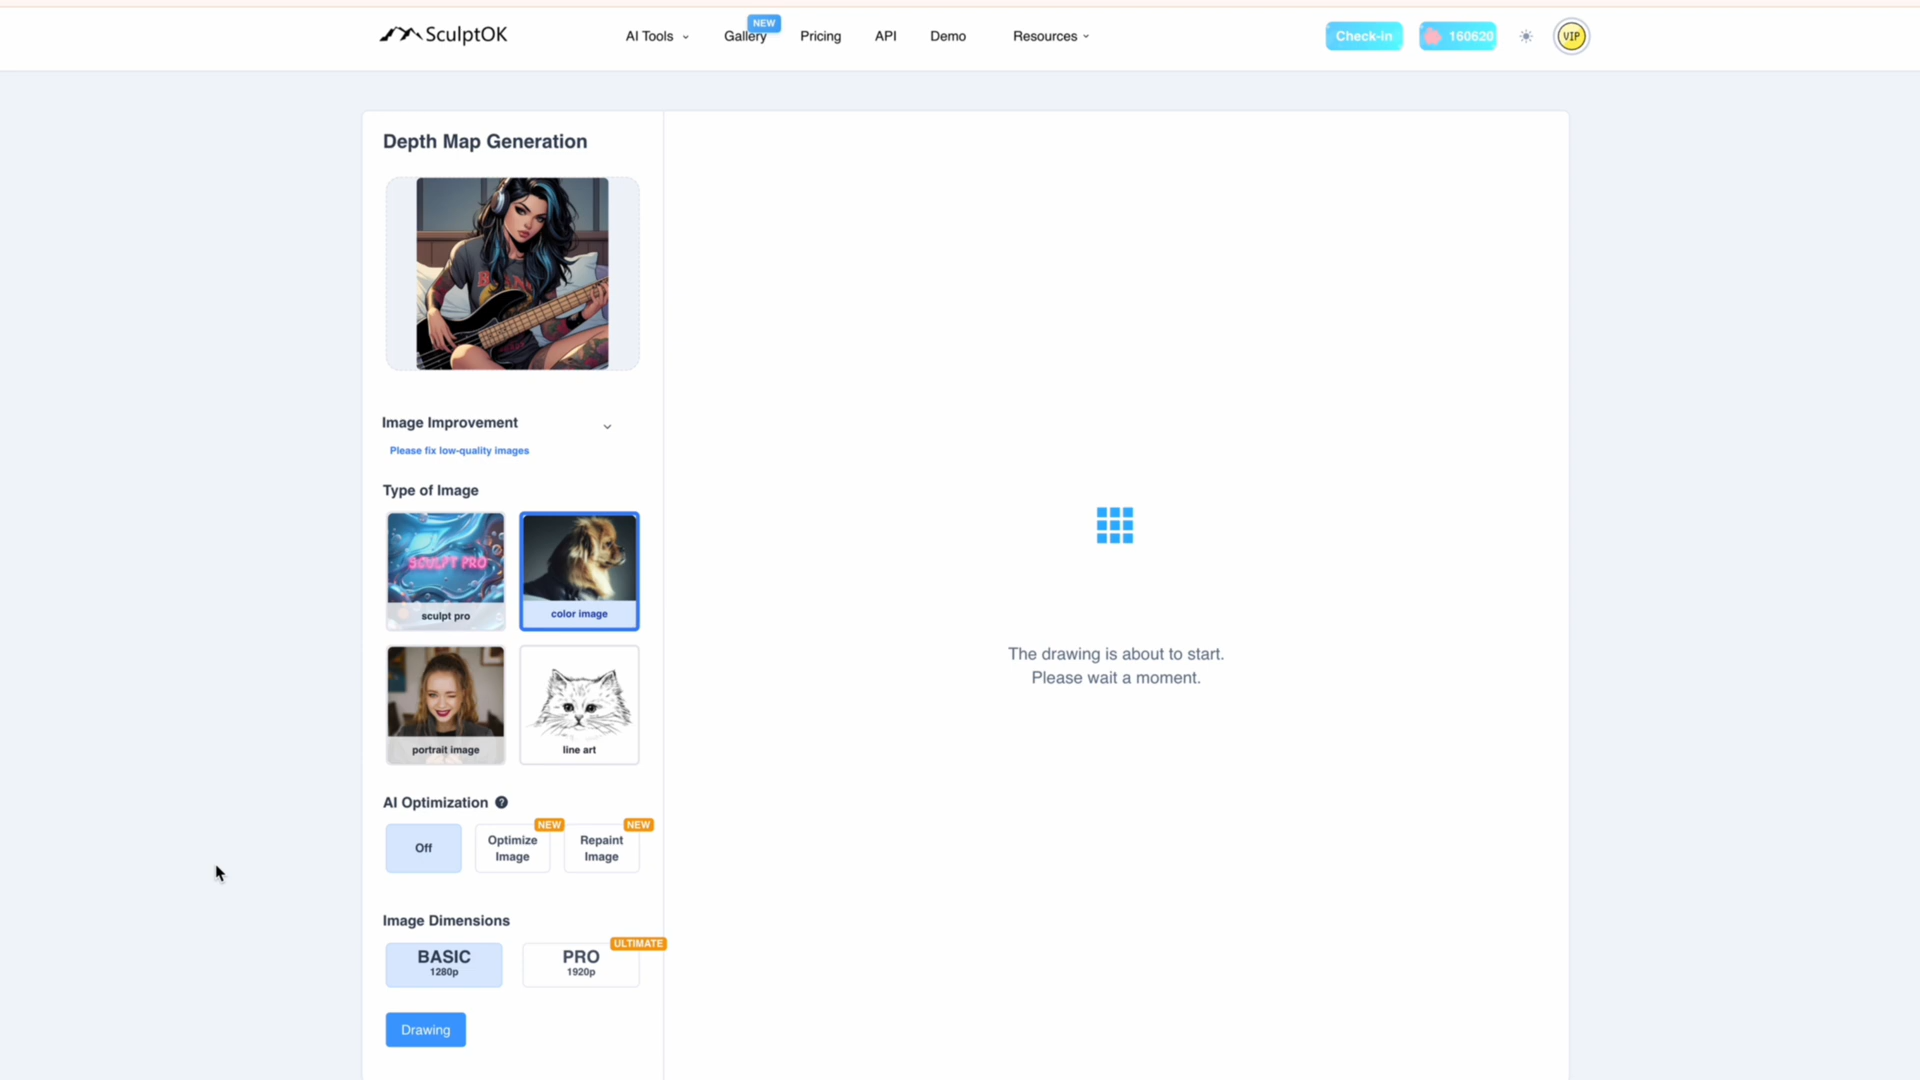 SculptOK
AI Tools
Gallery
NEW
Pricing
API
Demo
Resources
Check-in
160620
VIP
Depth Map Generation
Image Improvement
Please fix low-quality images
Type of Image
SCULPT PRO
sculpt pro
color image
portrait image
line art
AI Optimization ?
Off
Optimize
Image
NEW
Repaint
Image
NEW
Image Dimensions
BASIC
1280p
PRO
1920p
ULTIMATE
Drawing
The drawing is about to start.
Please wait a moment.